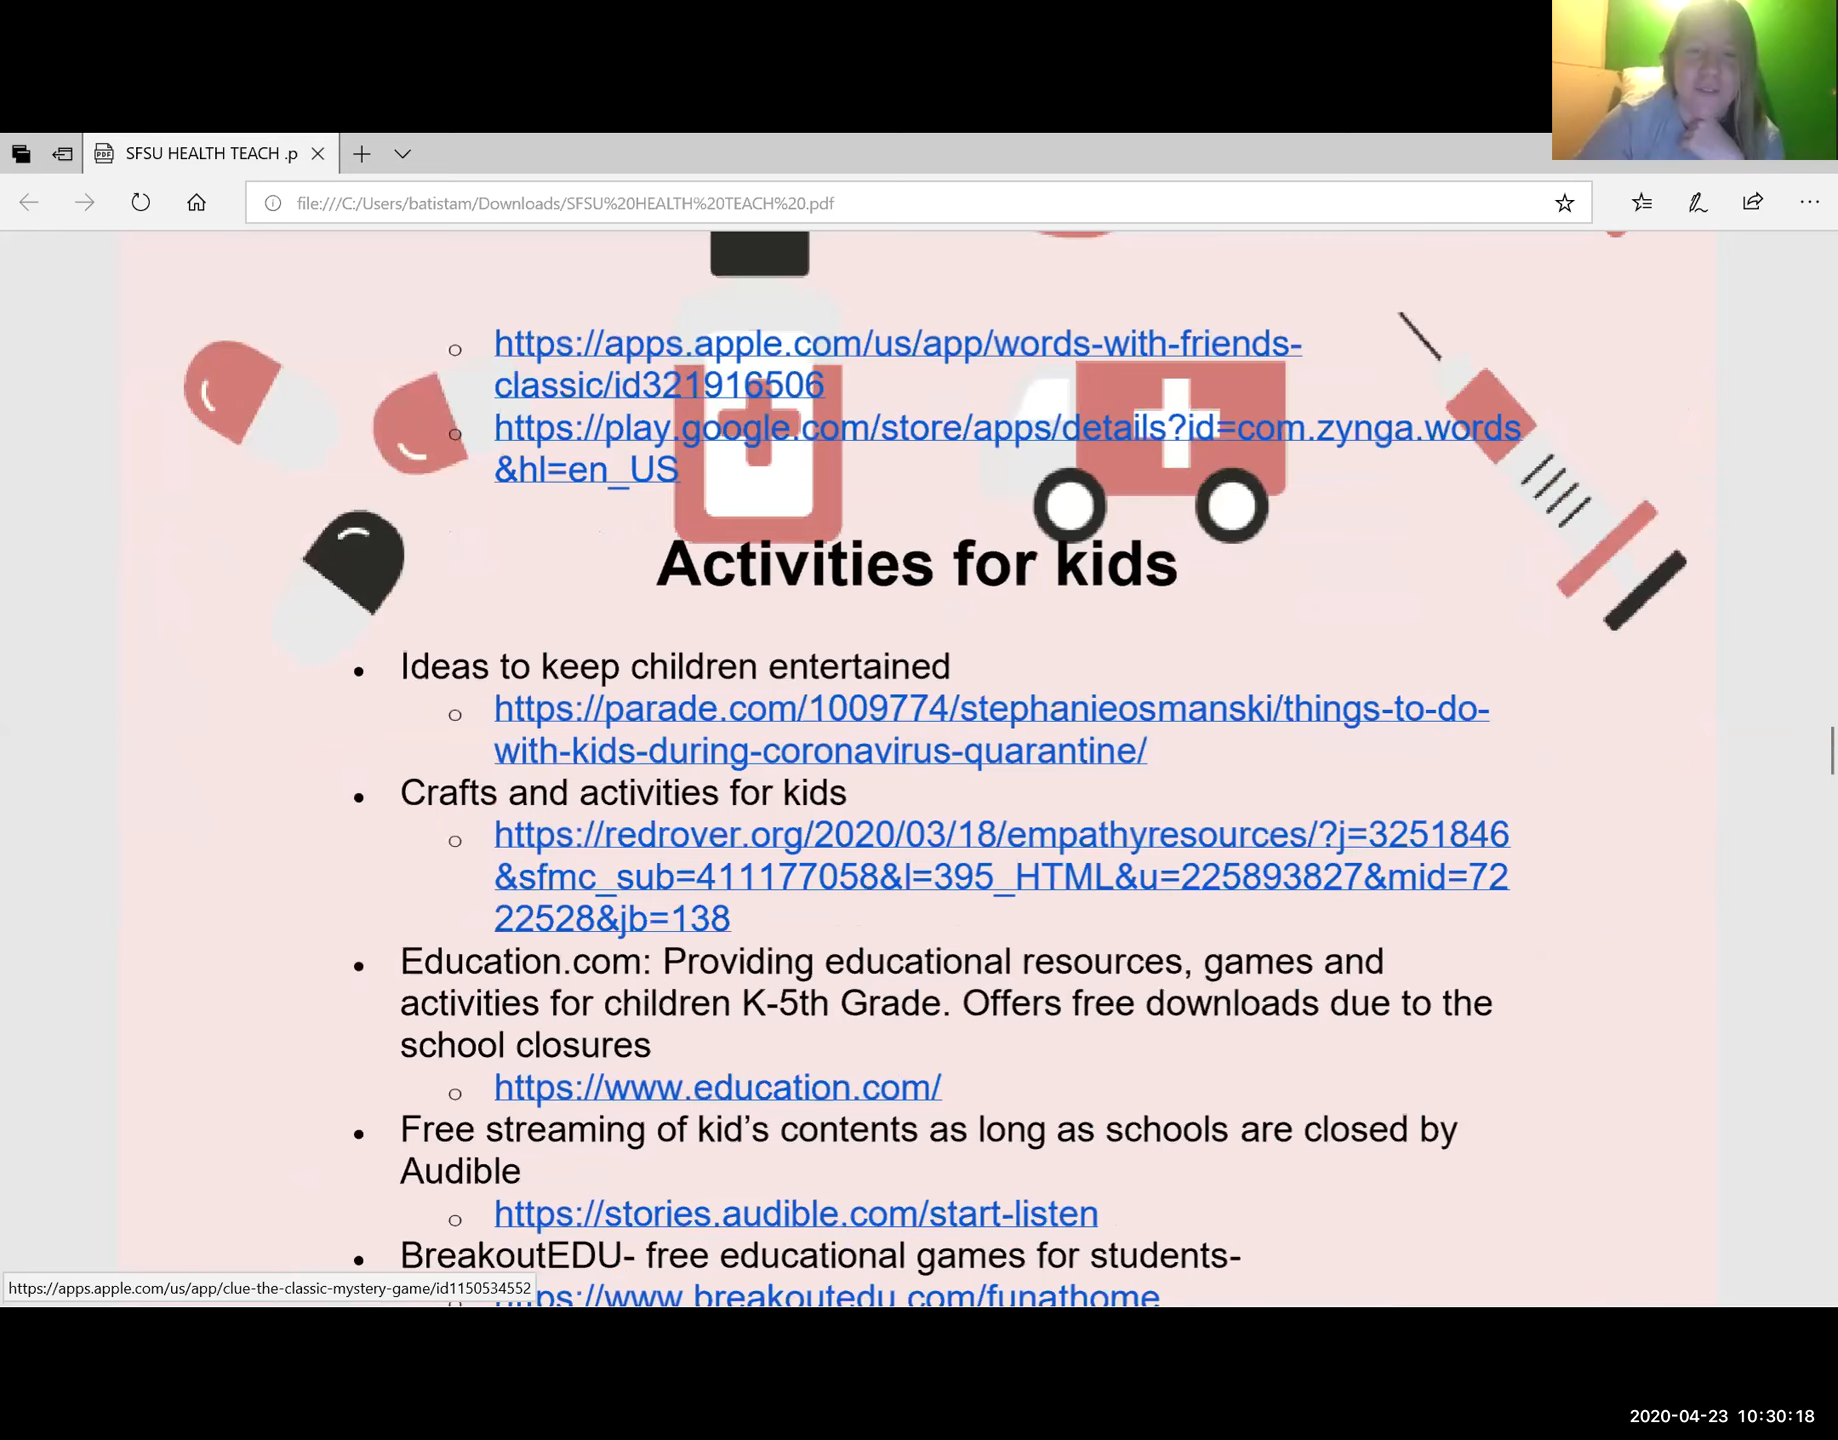 SFSU HEALTH TEACH .p
file:///C:/Users/batistam/Downloads/SFSU%20HEALTH%20TEACH%20.pdf
https://apps.apple.com/us/app/words-with-friends-
classic/id321916506
https://play.google.com/store/apps/details?id=com.zynga.words
&hl=en_US
Activities for kids
Ideas to keep children entertained
https://parade.com/1009774/stephanieosmanski/things-to-do-
with-kids-during-coronavirus-quarantine/
Crafts and activities for kids
https://redrover.org/2020/03/18/empathyresources/?j=3251846
&sfmc_sub=411177058&l=395_HTML&u=225893827&mid=72
22528&jb=138
Education.com: Providing educational resources, games and
activities for children K-5th Grade. Offers free downloads due to the
school closures
https://www.education.com/
Free streaming of kid’s contents as long as schools are closed by
Audible
https://stories.audible.com/start-listen
BreakoutEDU- free educational games for students-
https://apps.apple.com/us/app/clue-the-classic-mystery-game/id1150534552
https://www.breakoutedu.com/funathome
2020-04-23 10:30:18